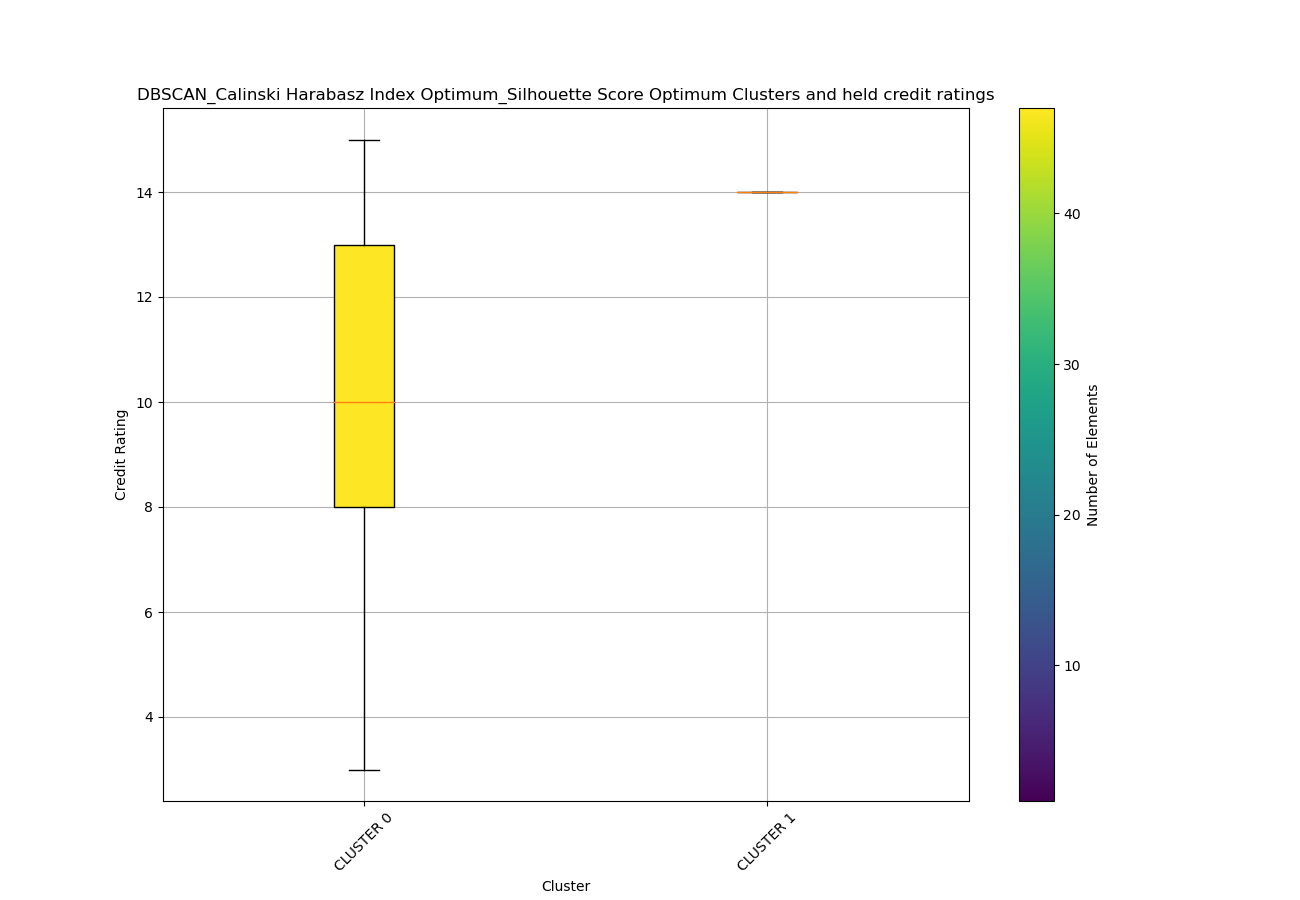 DBSCAN_Calinski Harabasz Index Optimum_Silhouette Score Optimum Clusters and held credit ratings
14
12
10
8
6
4
Credit Rating
CLUSTER 0
CLUSTER 1
Cluster
40
30
20
10
Number of Elements